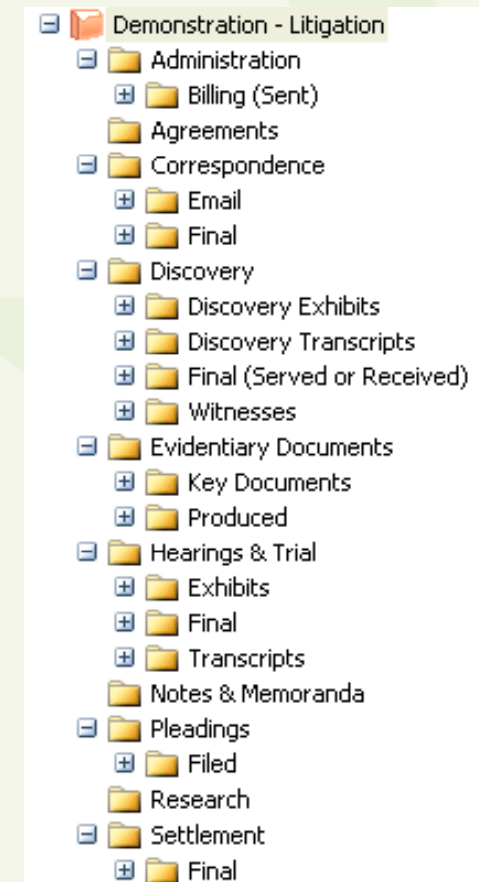 Demonstration - Litigation
Administration
Billing (Sent)
Agreements
Correspondence
Email
Final
Discovery
Discovery Exhibits
Discovery Transcripts
Final (Served or Received)
Witnesses
Evidentiary Documents
Key Documents
Produced
Hearings & Trial
Exhibits
Final
Transcripts
Notes & Memoranda
Pleadings
Filed
Research
Settlement
Final